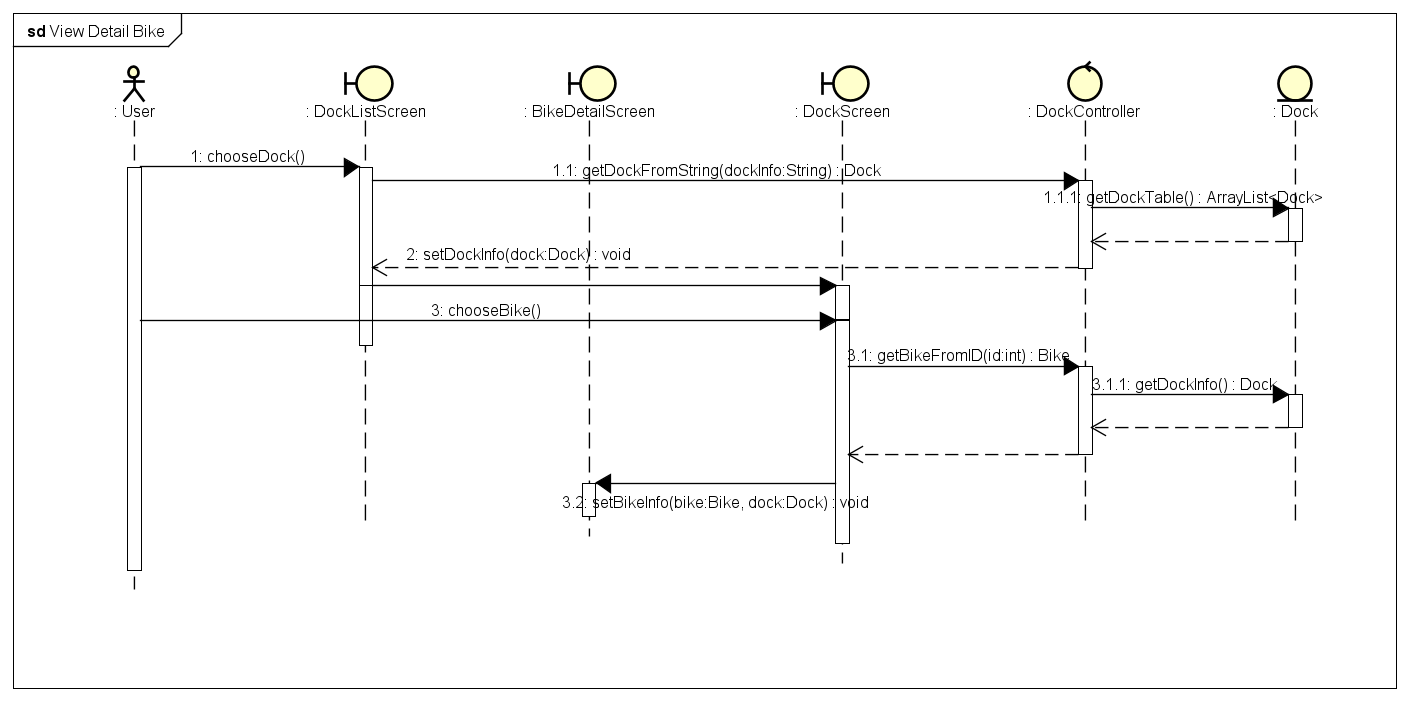 sd View Detail Bike
: User
: DockListScreen
: BikeDetailScreen
: DockScreen
: DockController
: Dock
1: chooseDock()
1.1: getDockFromString(dockInfo:String) : Dock
1.1.1: getDockTable() : ArrayList<Dock>
2: setDockInfo(dock:Dock) : void
3: chooseBike()
3.1: getBikeFromID(id:int) : Bike
3.1.1: getDockInfo() : Dock
3.2: setBikeInfo(bike:Bike, dock:Dock) : void